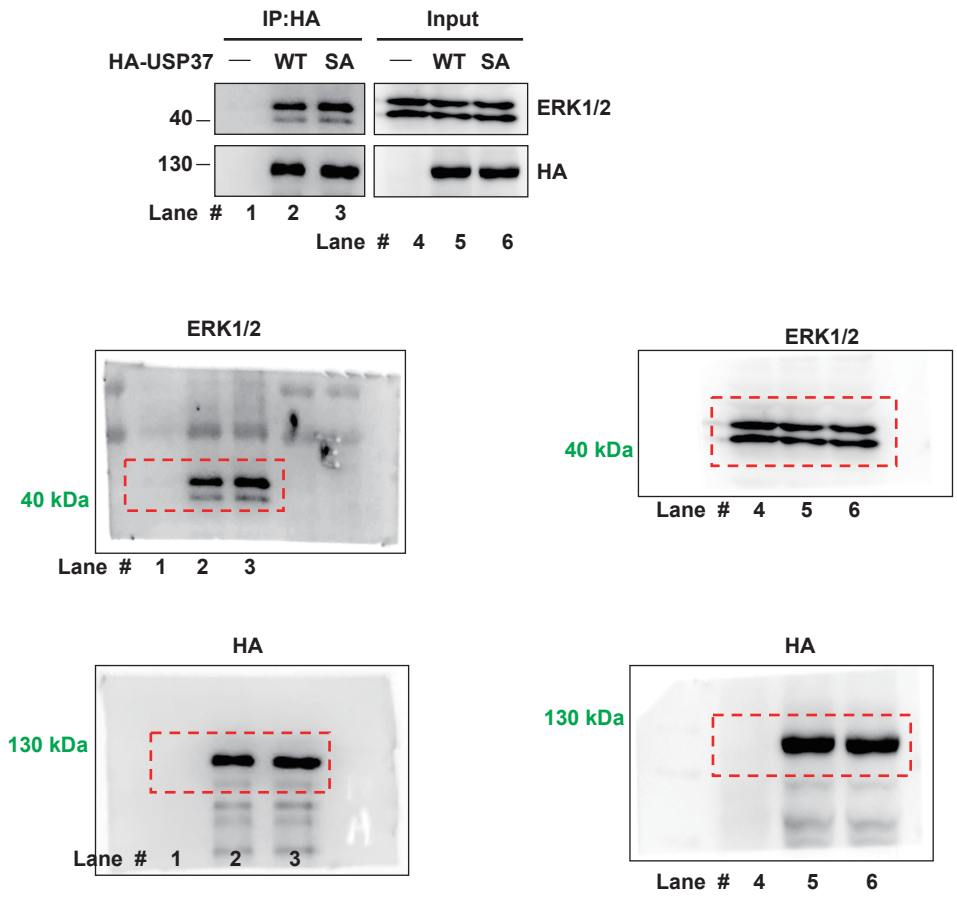 IP:HA Input
HA-USP37 — WT SA — WT SA
ERK1/2
40
130
HA
Lane # 1 2 3
Lane # 4 5 6
ERK1/2
40 kDa
Lane # 1 2 3
ERK1/2
40 kDa
Lane # 4 5 6
HA
130 kDa
Lane # 1 2 3
HA
130 kDa
Lane # 4 5 6